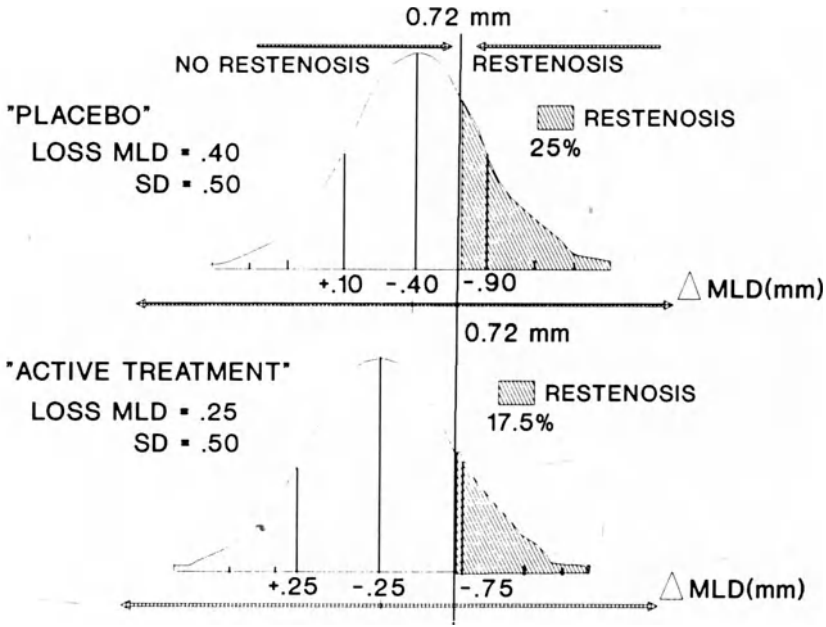 0.72 mm
NO RESTENOSIS RESTENOSIS
"PLACEBO"
LOSS MLD = .40
SD = .50
RESTENOSIS
25%
+.10 -.40 -.90
△ MLD(mm)
0.72 mm
"ACTIVE TREATMENT"
LOSS MLD = .25
SD = .50
RESTENOSIS
17.5%
+.25 -.25 -.75
△ MLD(mm)